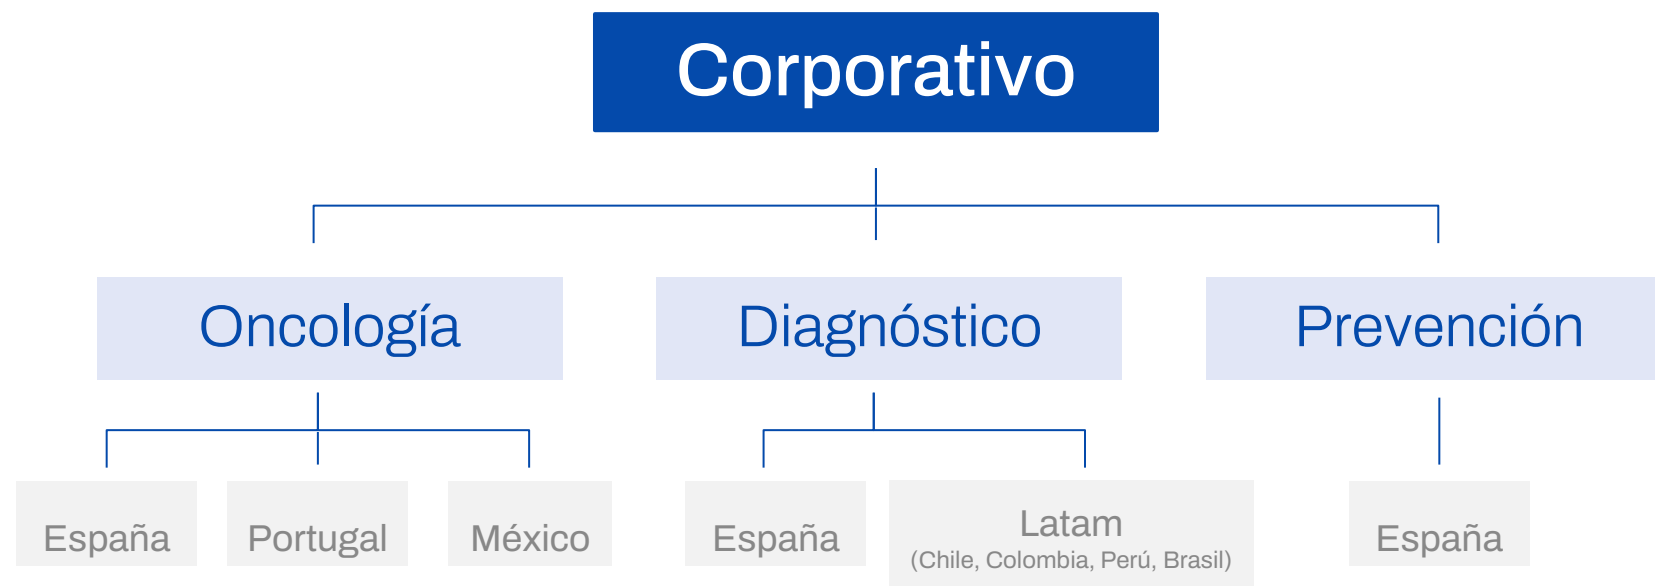 Corporativo
Oncología
Diagnóstico
Prevención
España
Portugal
México
España
Latam
(Chile, Colombia, Perú, Brasil)
España